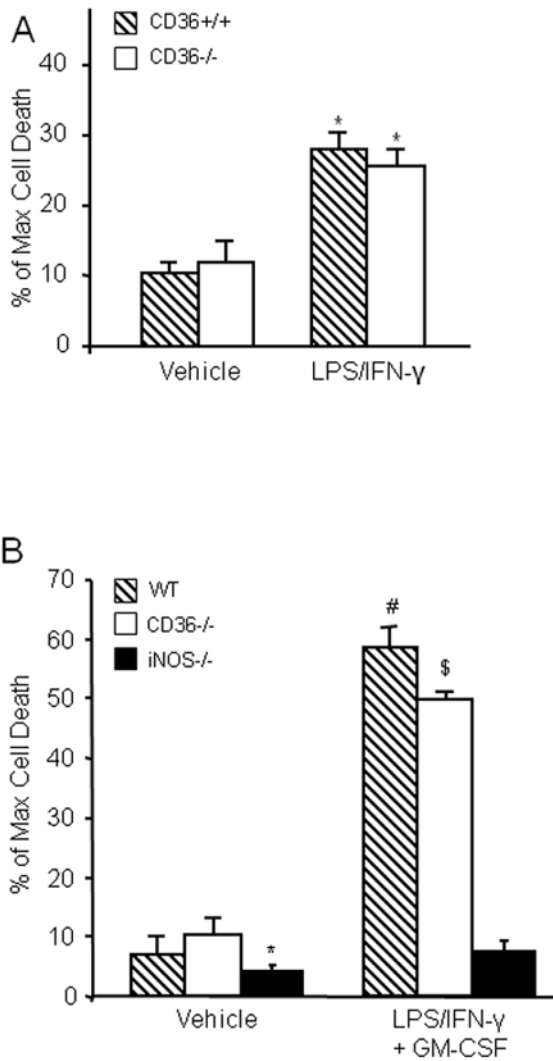 A
CD36+/+
CD36-/-
% of Max Cell Death
40
30
20
10
0
* *
Vehicle LPS/IFN-γ
B
WT
CD36-/-
iNOS-/-
% of Max Cell Death
70
60
50
40
30
20
10
0
*
#
$
Vehicle LPS/IFN-γ
+ GM-CSF